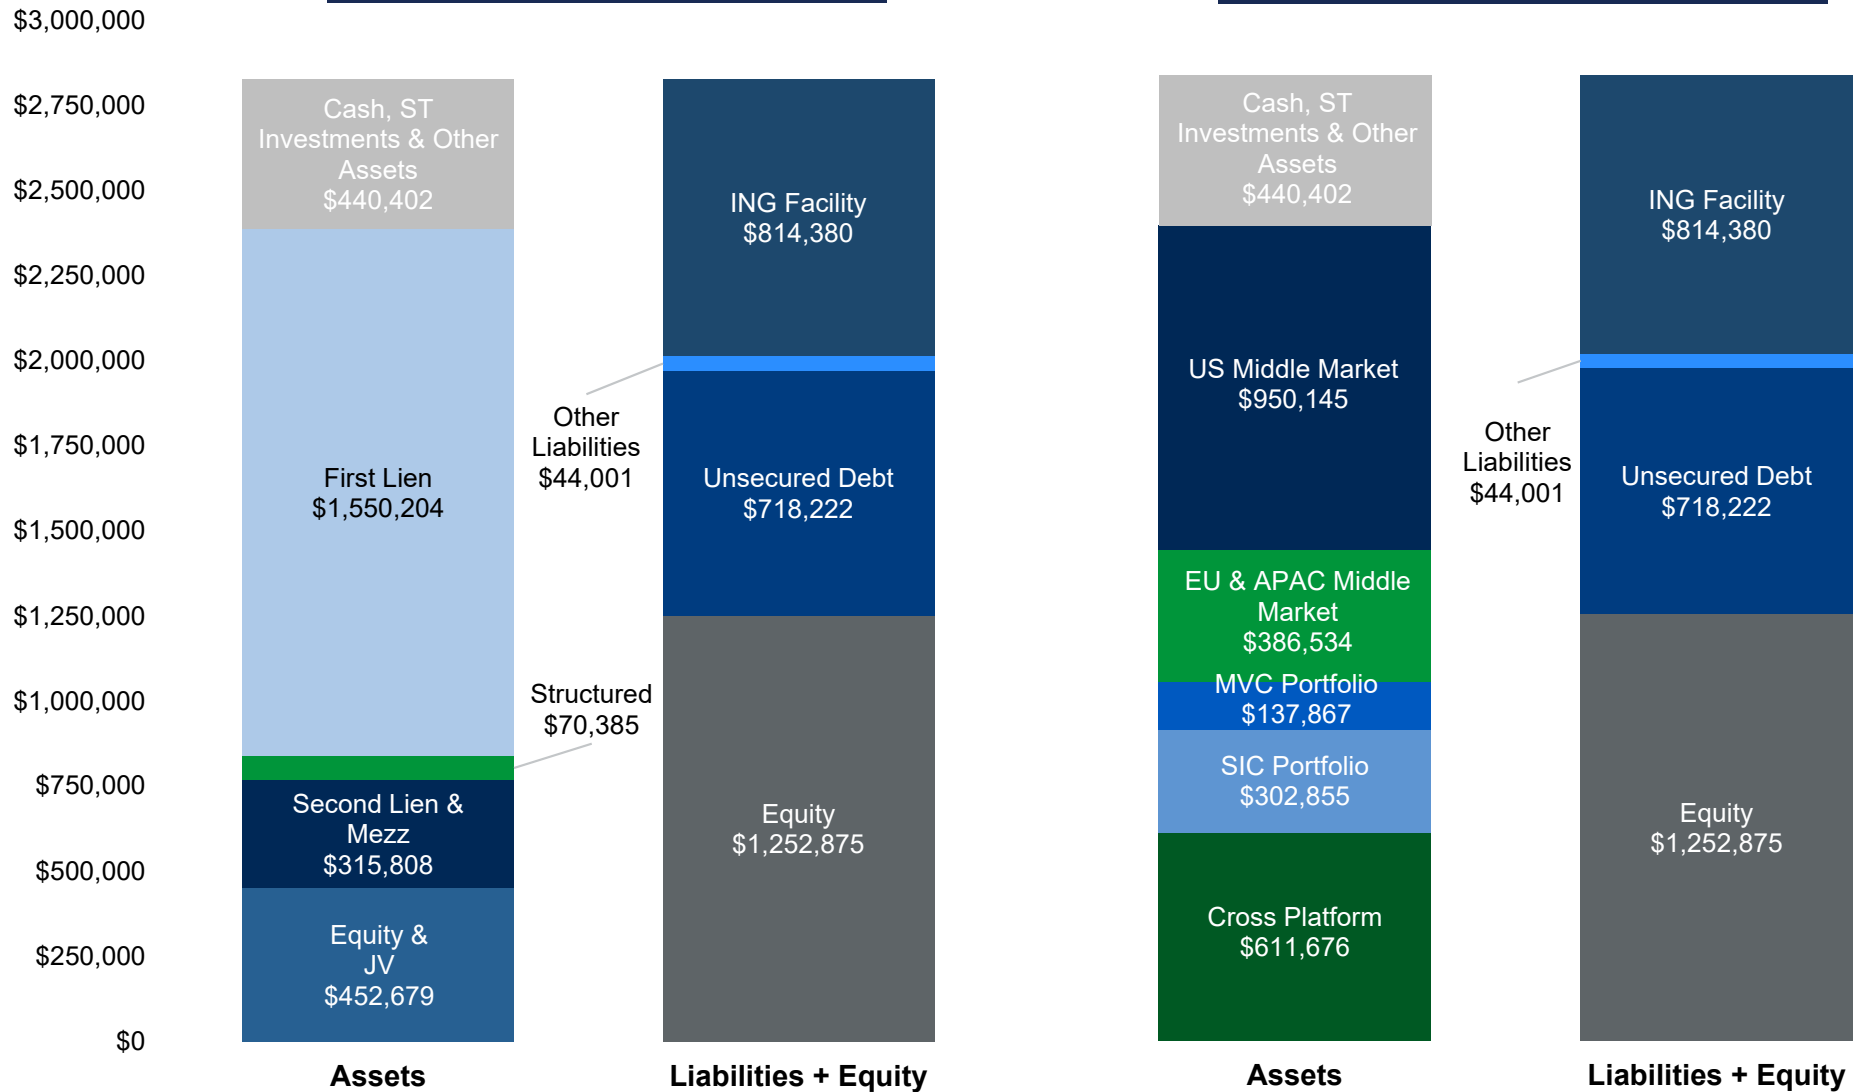 $3,000,000
$2,750,000
$2,500,000
$2,250,000
$2,000,000
$1,750,000
$1,500,000
$1,250,000
$1,000,000
$750,000
$500,000
$250,000
$0
Cash, ST
Investments & Other
Assets
$440,402
First Lien
$1,550,204
Structured
$70,385
Second Lien &
Mezz
$315,808
Equity &
JV
$452,679
Assets
ING Facility
$814,380
Other
Liabilities
$44,001
Unsecured Debt
$718,222
Equity
$1,252,875
Liabilities + Equity
Cash, ST
Investments & Other
Assets
$440,402
US Middle Market
$950,145
EU & APAC Middle
Market
$386,534
MVC Portfolio
$137,867
SIC Portfolio
$302,855
Cross Platform
$611,676
Assets
ING Facility
$814,380
Other
Liabilities
$44,001
Unsecured Debt
$718,222
Equity
$1,252,875
Liabilities + Equity